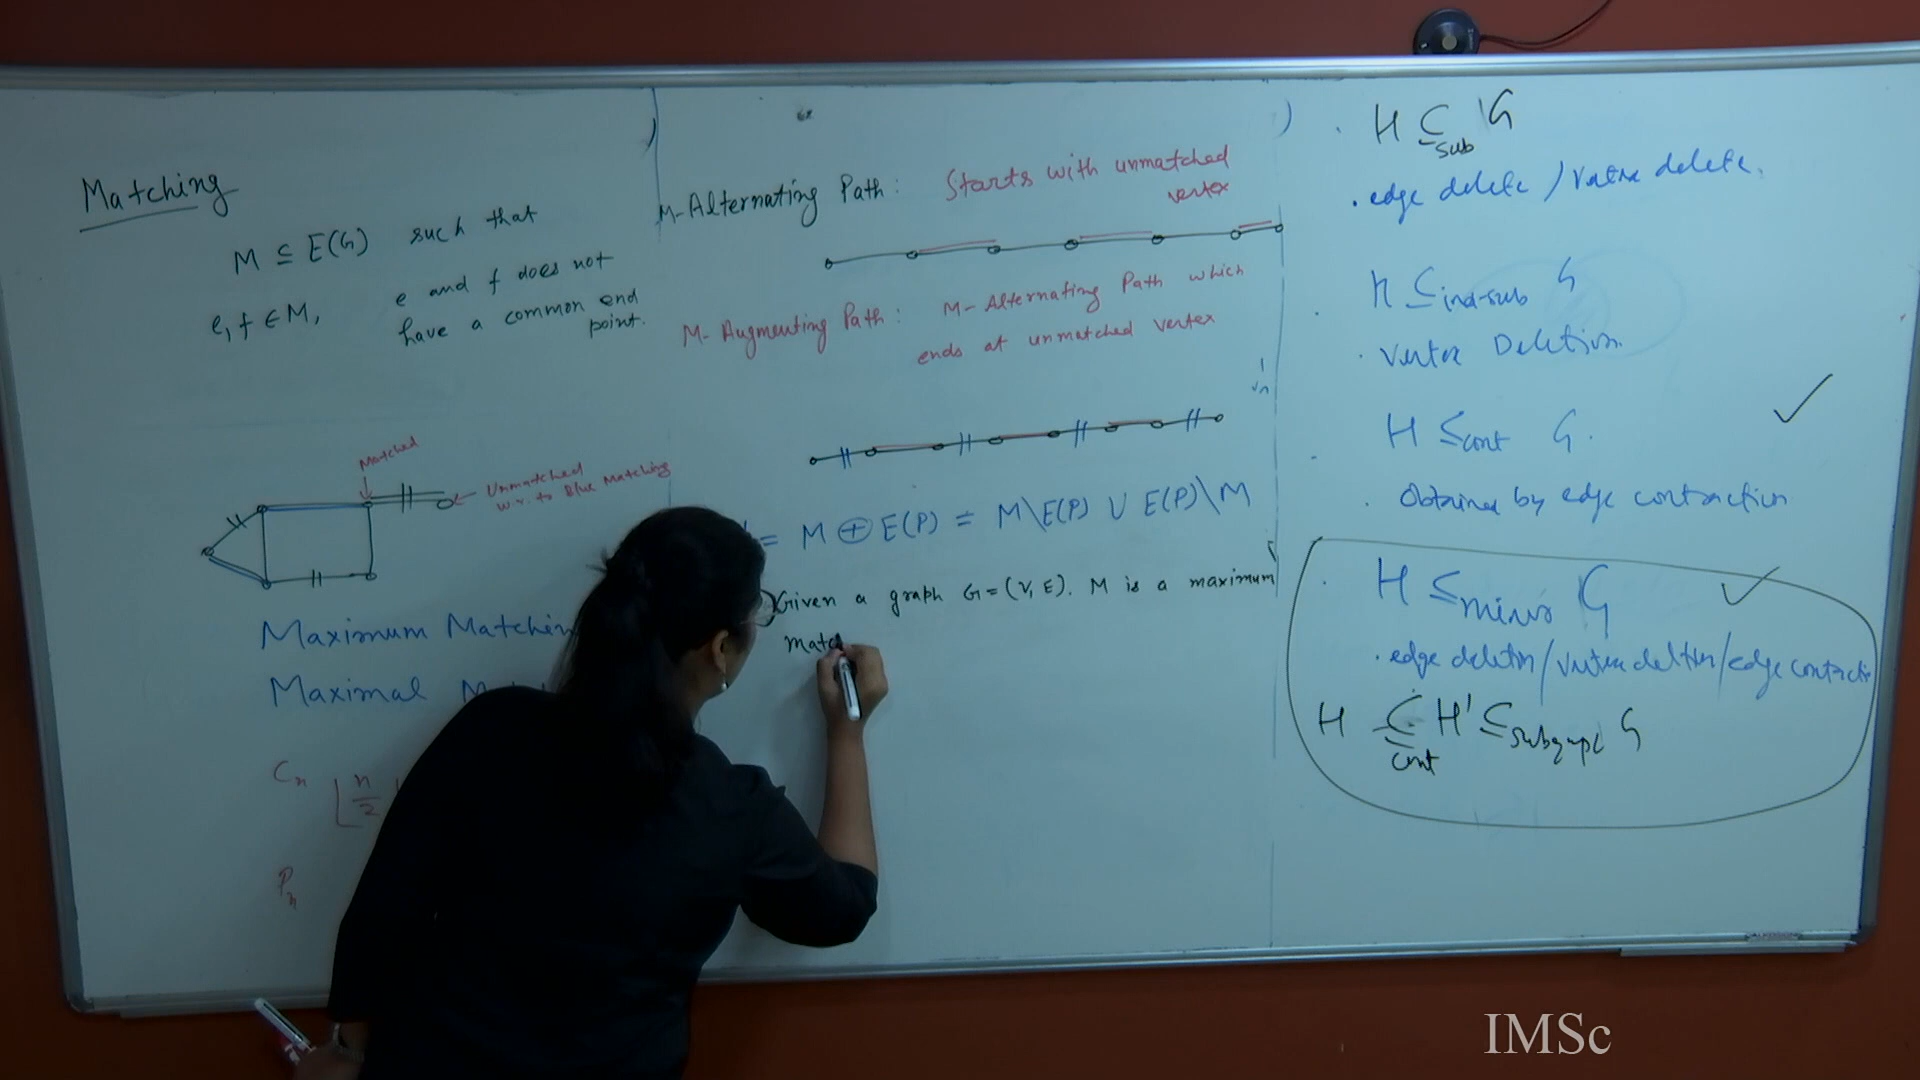 Matching
M ⊆ E(G) such that
e, f ∈ M, e and f does not
have a common end
point.
Matched
Unmatched
w.r. to Blue Matching
Maximum Matchin
Maximal M
Cn ⌊n/2
Pn
M-Alternating Path: Starts with unmatched
vertex
M-Augmenting Path: M-Alternating Path which
ends at unmatched vertex
= M ⊕ E(P) = M\E(P) ∪ E(P)\M
Given a graph G=(V, E). M is a maximum
matc
H ⊆sub G
. edge delete / vertex delete.
H ≤ind-sub G
. vertex Deletion.
H ≤cont G.
. Obtained by edge contraction
H ≤minor G
. edge deletion/vertex deletion/edge contractio
H ⊆cont H' ⊆subgraph G
IMSc